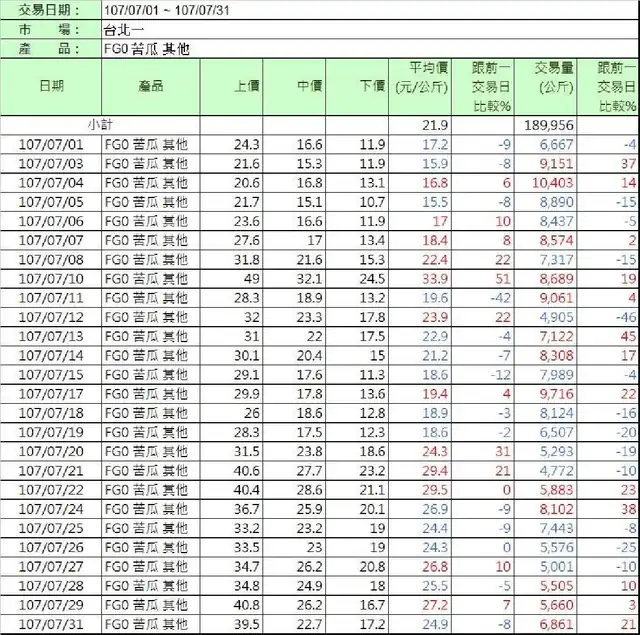 交易日期： 107/07/01 ~ 107/07/31
市 場： 台北一
產 品： FG0 苦瓜 其他
日期 產品 上價 中價 下價 平均價(元/公斤) 跟前一交易日比較% 交易量(公斤) 跟前一交易日比較%
小計 21.9 189,956
107/07/01 FG0 苦瓜 其他 24.3 16.6 11.9 17.2 -9 6,667 -4
107/07/03 FG0 苦瓜 其他 21.6 15.3 11.9 15.9 -8 9,151 37
107/07/04 FG0 苦瓜 其他 20.6 16.8 13.1 16.8 6 10,403 14
107/07/05 FG0 苦瓜 其他 21.7 15.1 10.7 15.5 -8 8,890 -15
107/07/06 FG0 苦瓜 其他 23.6 16.6 11.9 17 10 8,437 -5
107/07/07 FG0 苦瓜 其他 27.6 17 13.4 18.4 8 8,574 2
107/07/08 FG0 苦瓜 其他 31.8 21.6 15.3 22.4 22 7,317 -15
107/07/10 FG0 苦瓜 其他 49 32.1 24.5 33.9 51 8,689 19
107/07/11 FG0 苦瓜 其他 28.3 18.9 13.2 19.6 -42 9,061 4
107/07/12 FG0 苦瓜 其他 32 23.3 17.8 23.9 22 4,905 -46
107/07/13 FG0 苦瓜 其他 31 22 17.5 22.9 -4 7,122 45
107/07/14 FG0 苦瓜 其他 30.1 20.4 15 21.2 -7 8,308 17
107/07/15 FG0 苦瓜 其他 29.1 17.6 11.3 18.6 -12 7,989 -4
107/07/17 FG0 苦瓜 其他 29.9 17.8 13.6 19.4 4 9,716 22
107/07/18 FG0 苦瓜 其他 26 18.6 12.8 18.9 -3 8,124 -16
107/07/19 FG0 苦瓜 其他 28.3 17.5 12.3 18.6 -2 6,507 -20
107/07/20 FG0 苦瓜 其他 31.5 23.8 18.6 24.3 31 5,293 -19
107/07/21 FG0 苦瓜 其他 40.6 27.7 23.2 29.4 21 4,772 -10
107/07/22 FG0 苦瓜 其他 40.4 28.6 21.1 29.5 0 5,883 23
107/07/24 FG0 苦瓜 其他 36.7 25.9 20.1 26.9 -9 8,102 38
107/07/25 FG0 苦瓜 其他 33.2 23.2 19 24.4 -9 7,443 -8
107/07/26 FG0 苦瓜 其他 33.5 23 19 24.3 0 5,576 -25
107/07/27 FG0 苦瓜 其他 34.7 26.2 20.8 26.8 10 5,001 -10
107/07/28 FG0 苦瓜 其他 34.8 24.9 18 25.5 -5 5,505 10
107/07/29 FG0 苦瓜 其他 40.8 26.2 16.7 27.2 7 5,660 3
107/07/31 FG0 苦瓜 其他 39.5 22.7 17.2 24.9 -8 6,861 21